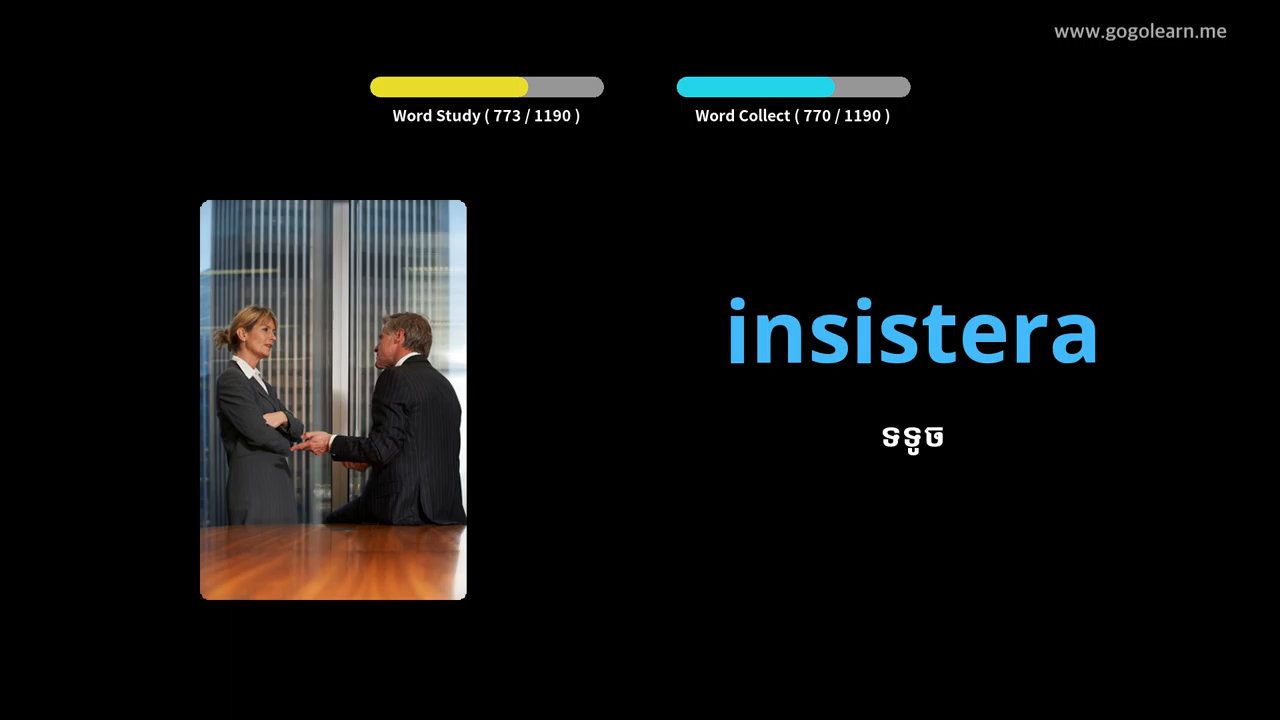 www.gogolearn.me
Word Study ( 773 / 1190 )
Word Collect ( 770 / 1190 )
insistera
ទទូច